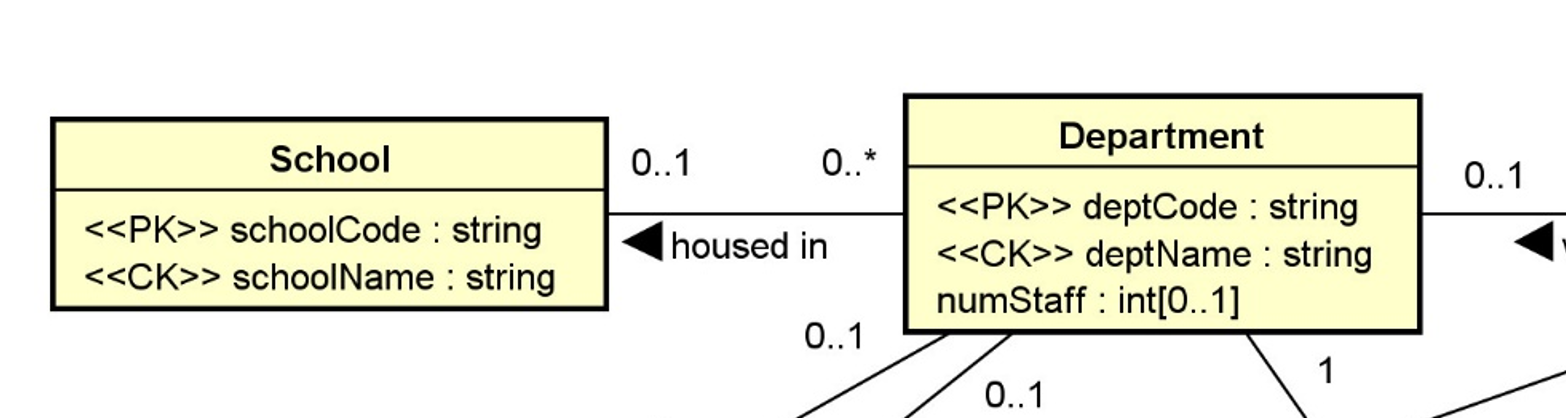 School
<<PK>> schoolCode : string
<<CK>> schoolName : string
0..1
0..*
housed in
Department
<<PK>> deptCode : string
<<CK>> deptName : string
numStaff : int[0..1]
0..1
0..1
0..1
1